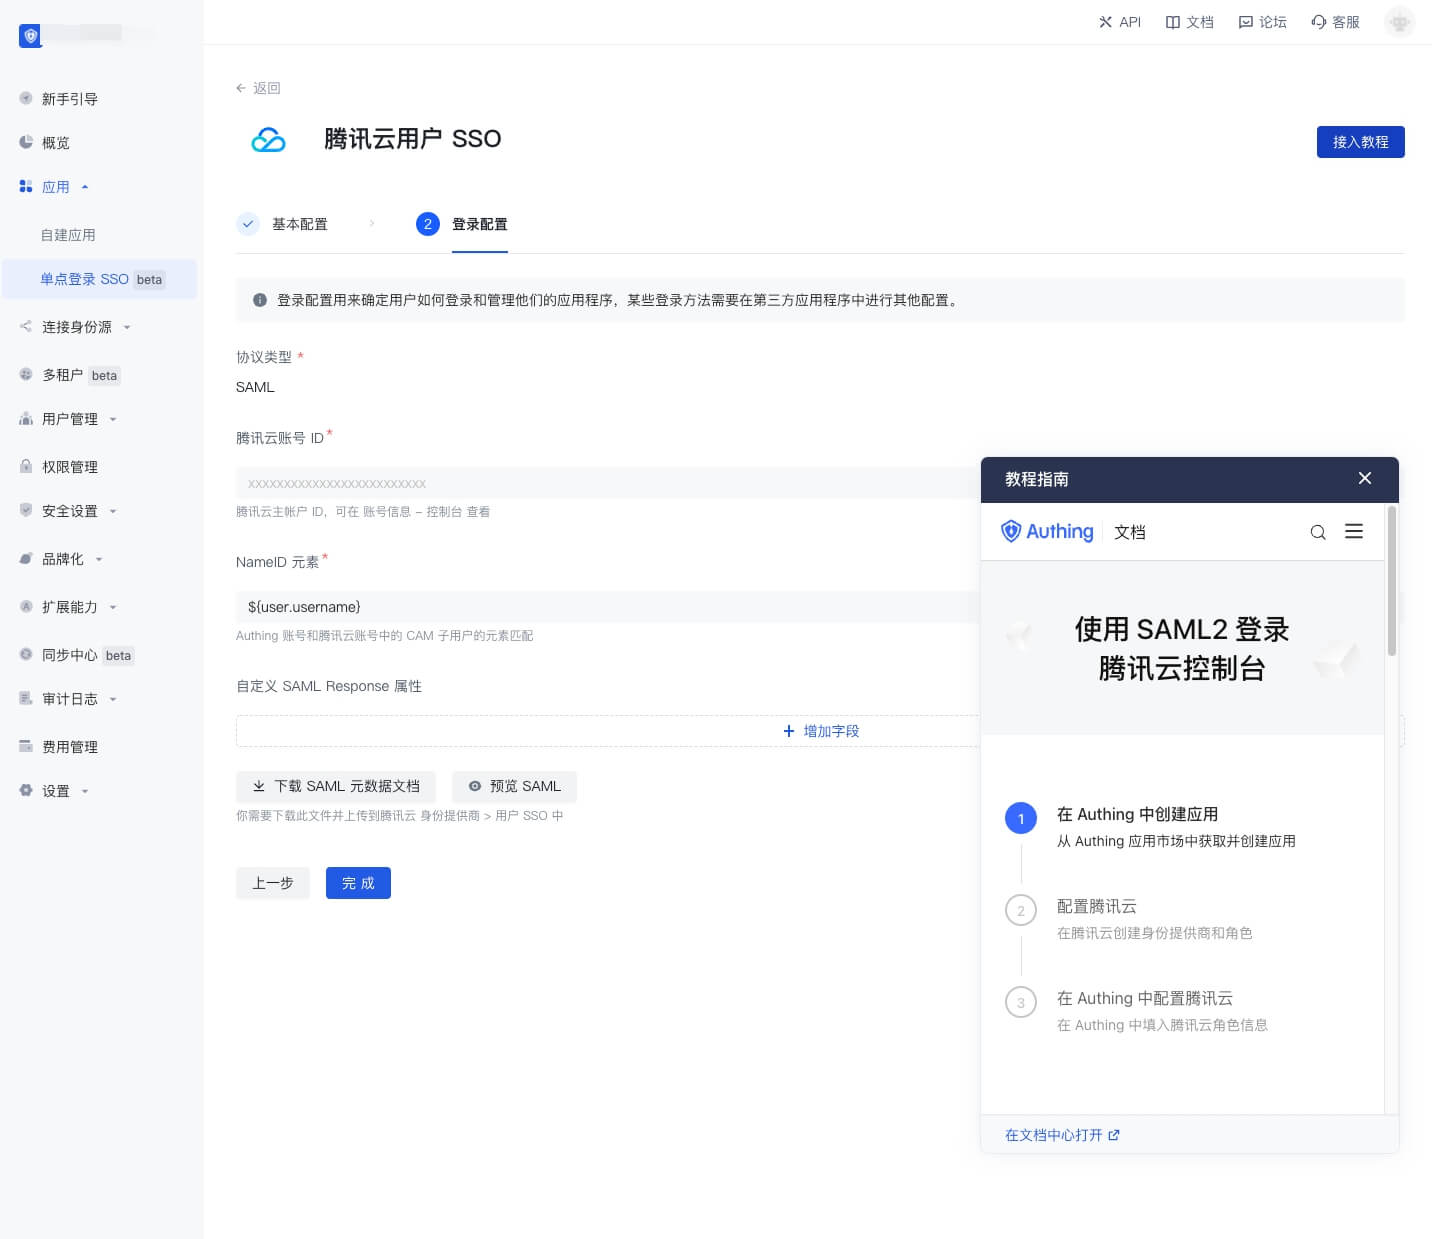 API
文档
论坛
客服
新手引导
概览
应用
自建应用
单点登录 SSO beta
连接身份源
多租户 beta
用户管理
权限管理
安全设置
品牌化
扩展能力
同步中心 beta
审计日志
费用管理
设置
返回
腾讯云用户 SSO
接入教程
基本配置
2 登录配置
登录配置用来确定用户如何登录和管理他们的应用程序，某些登录方法需要在第三方应用程序中进行其他配置。
协议类型 *
SAML
腾讯云账号 ID*
xxxxxxxxxxxxxxxxxxxxxxxxx
腾讯云主帐户 ID，可在 账号信息 - 控制台 查看
NameID 元素*
${user.username}
Authing 账号和腾讯云账号中的 CAM 子用户的元素匹配
自定义 SAML Response 属性
+ 增加字段
下载 SAML 元数据文档
预览 SAML
你需要下载此文件并上传到腾讯云 身份提供商 > 用户 SSO 中
上一步
完 成
教程指南
Authing 文档
使用 SAML2 登录
腾讯云控制台
1 在 Authing 中创建应用
从 Authing 应用市场中获取并创建应用
2 配置腾讯云
在腾讯云创建身份提供商和角色
3 在 Authing 中配置腾讯云
在 Authing 中填入腾讯云角色信息
在文档中心打开